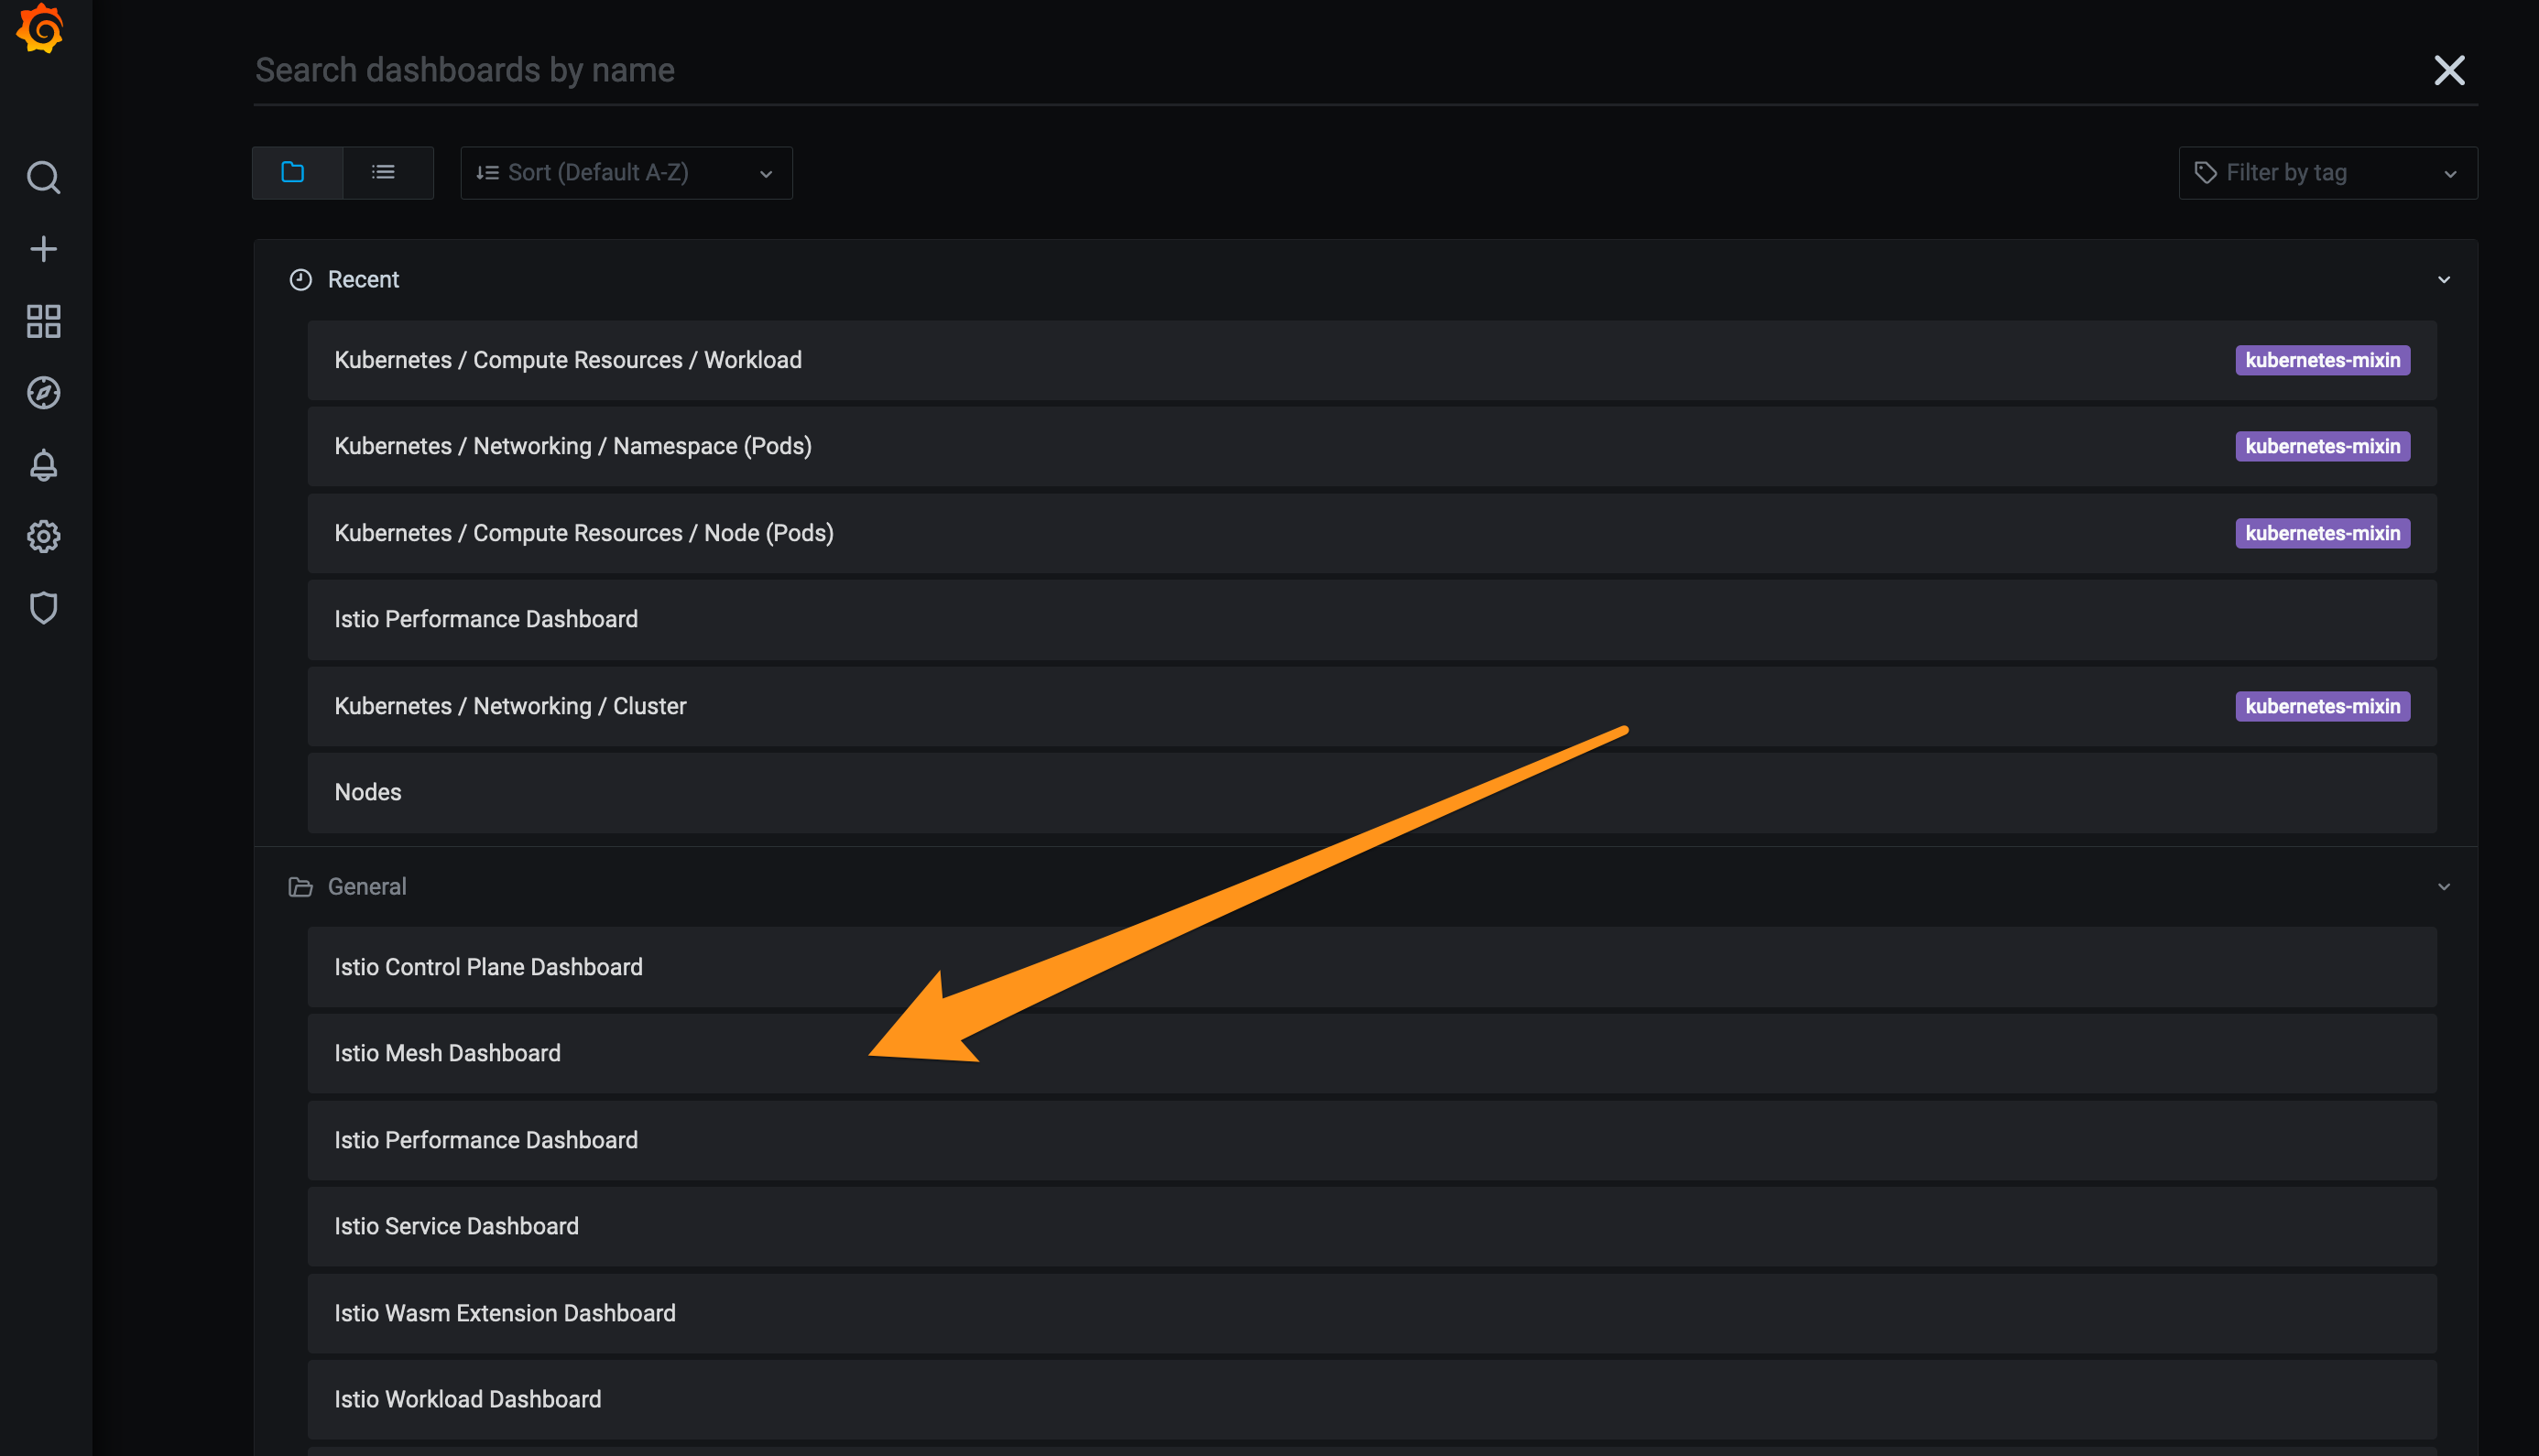 Search dashboards by name
Sort (Default A-Z)
Filter by tag
Recent
Kubernetes / Compute Resources / Workload
kubernetes-mixin
Kubernetes / Networking / Namespace (Pods)
kubernetes-mixin
Kubernetes / Compute Resources / Node (Pods)
kubernetes-mixin
Istio Performance Dashboard
Kubernetes / Networking / Cluster
kubernetes-mixin
Nodes
General
Istio Control Plane Dashboard
Istio Mesh Dashboard
Istio Performance Dashboard
Istio Service Dashboard
Istio Wasm Extension Dashboard
Istio Workload Dashboard